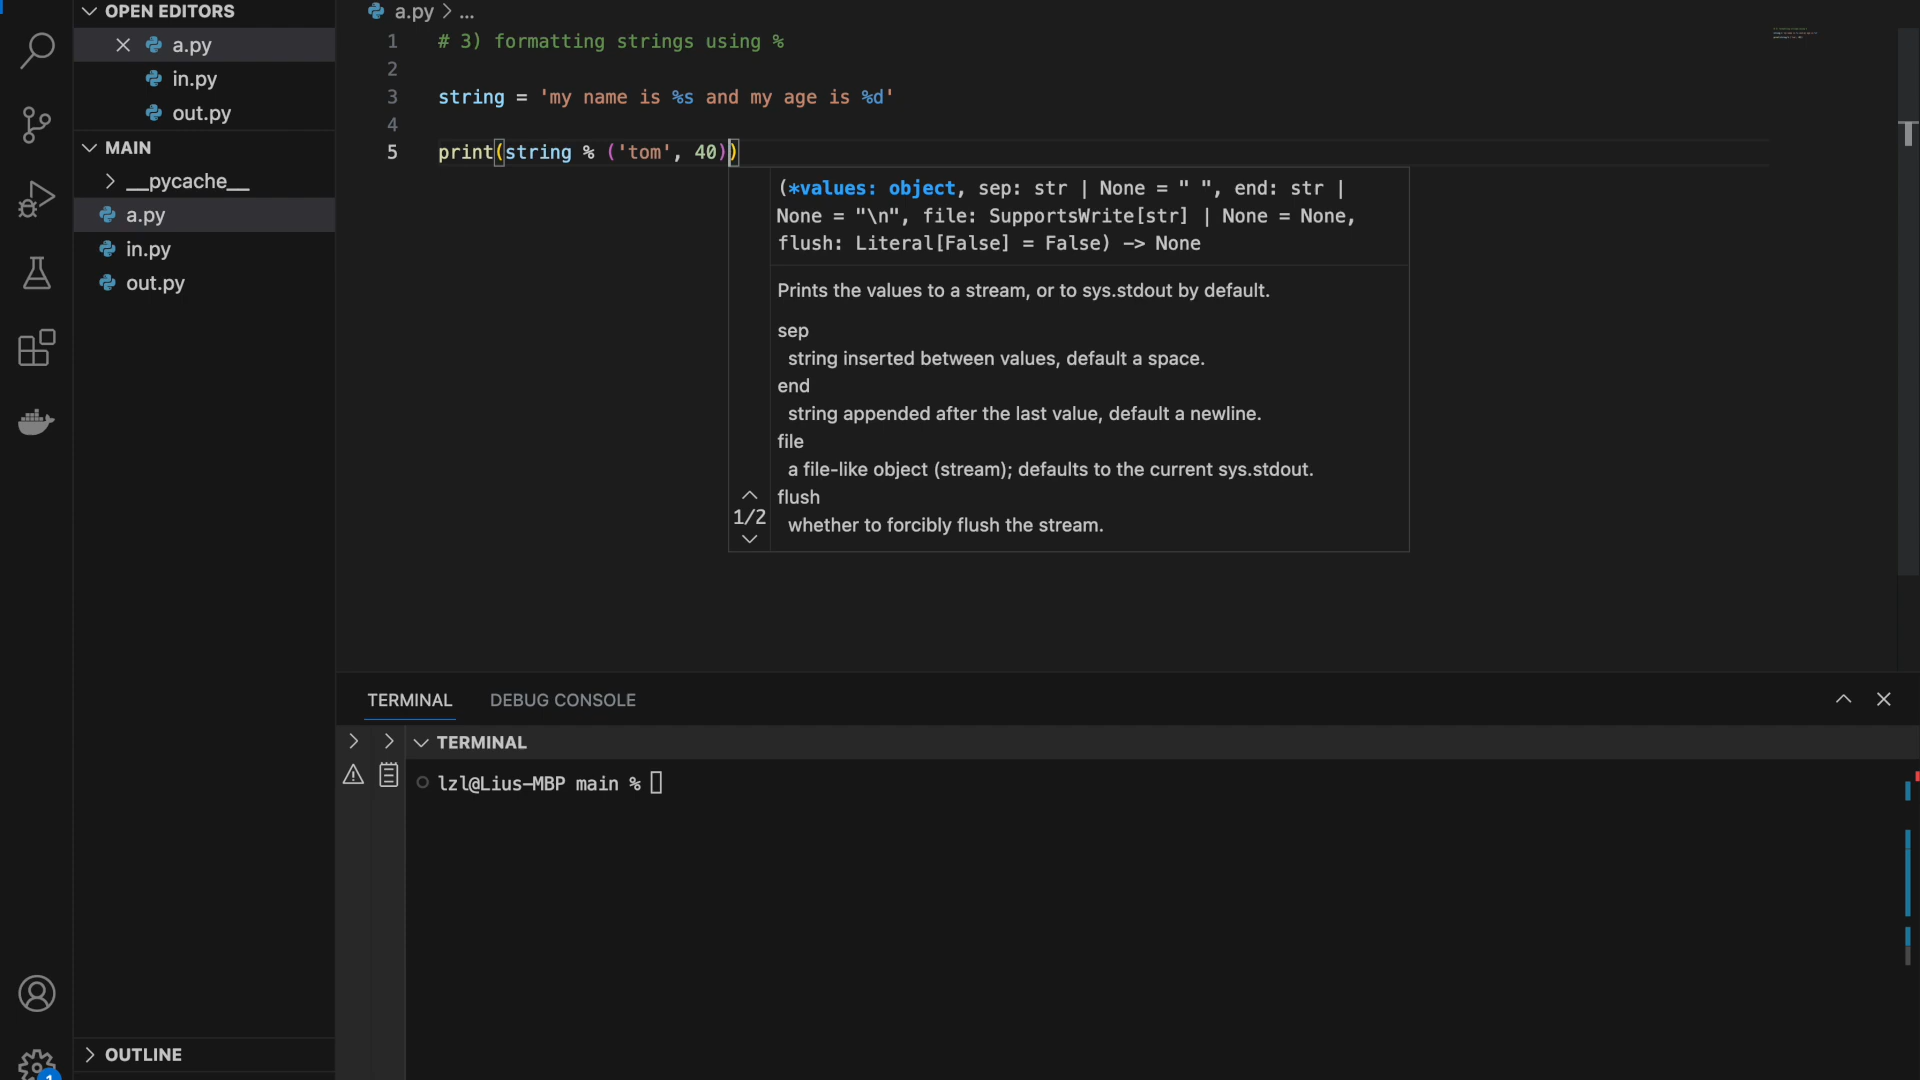 OPEN EDITORS
a.py
in.py
out.py
MAIN
__pycache__
a.py
in.py
out.py
OUTLINE
1
a.py > ...
1 # 3) formatting strings using %
2
3 string = 'my name is %s and my age is %d'
4
5 print(string % ('tom', 40))
(*values: object, sep: str | None = " ", end: str |
None = "\n", file: SupportsWrite[str] | None = None,
flush: Literal[False] = False) -> None
Prints the values to a stream, or to sys.stdout by default.
sep
string inserted between values, default a space.
end
string appended after the last value, default a newline.
file
a file-like object (stream); defaults to the current sys.stdout.
flush
whether to forcibly flush the stream.
1/2
TERMINAL DEBUG CONSOLE
TERMINAL
lzl@Lius-MBP main %